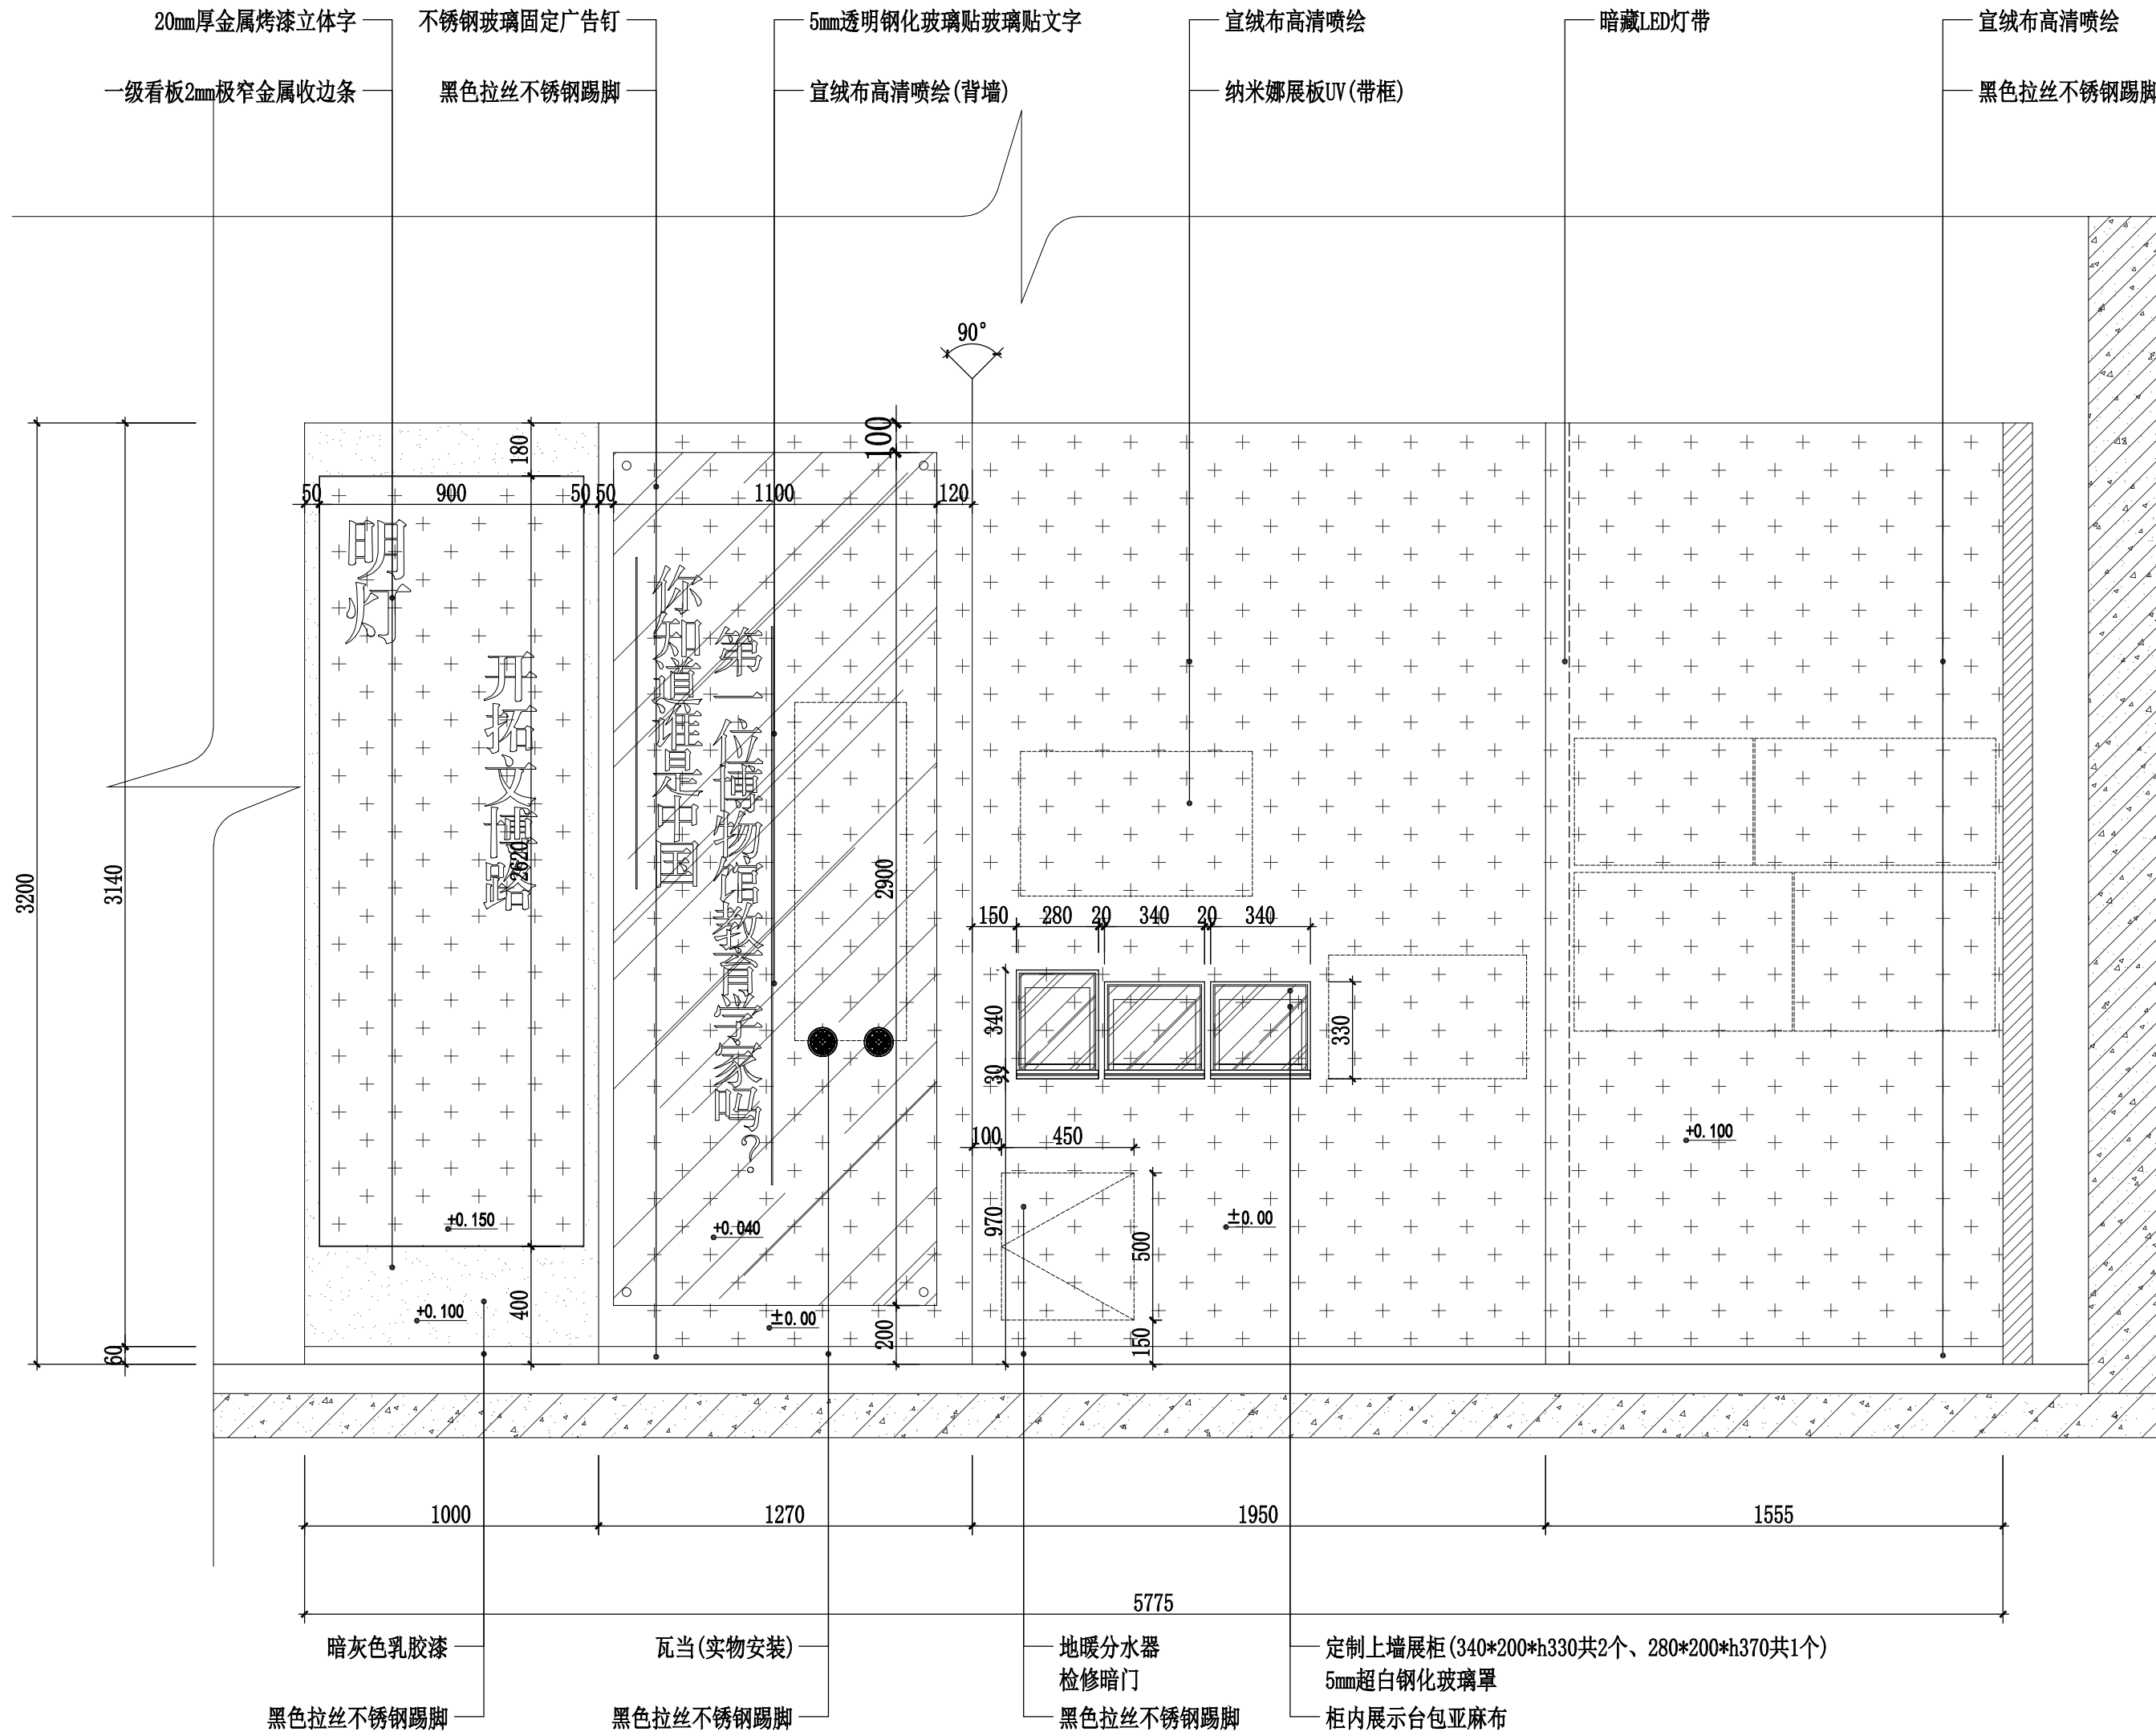 20mm厚金属烤漆立体字
不锈钢玻璃固定广告钉
5mm透明钢化玻璃贴玻璃贴文字
宣绒布高清喷绘
暗藏LED灯带
宣绒布高清喷绘
一级看板2mm极窄金属收边条
黑色拉丝不锈钢踢脚
宣绒布高清喷绘(背墙)
纳米娜展板UV(带框)
黑色拉丝不锈钢踢脚
90°
100
180
50
900
50
50
1100
120
明灯
开拓文博路
你知道谁是中国
第一位博物馆教育学家吗?
3200
3140
2620
2900
150
280
20
340
20
340
340
30
330
100
450
+0.100
+0.150
+0.040
970
±0.00
500
+0.100
400
±0.00
200
150
60
1000
1270
1950
1555
5775
暗灰色乳胶漆
瓦当(实物安装)
地暖分水器
检修暗门
定制上墙展柜(340*200*h330共2个、280*200*h370共1个)
5mm超白钢化玻璃罩
黑色拉丝不锈钢踢脚
黑色拉丝不锈钢踢脚
黑色拉丝不锈钢踢脚
柜内展示台包亚麻布